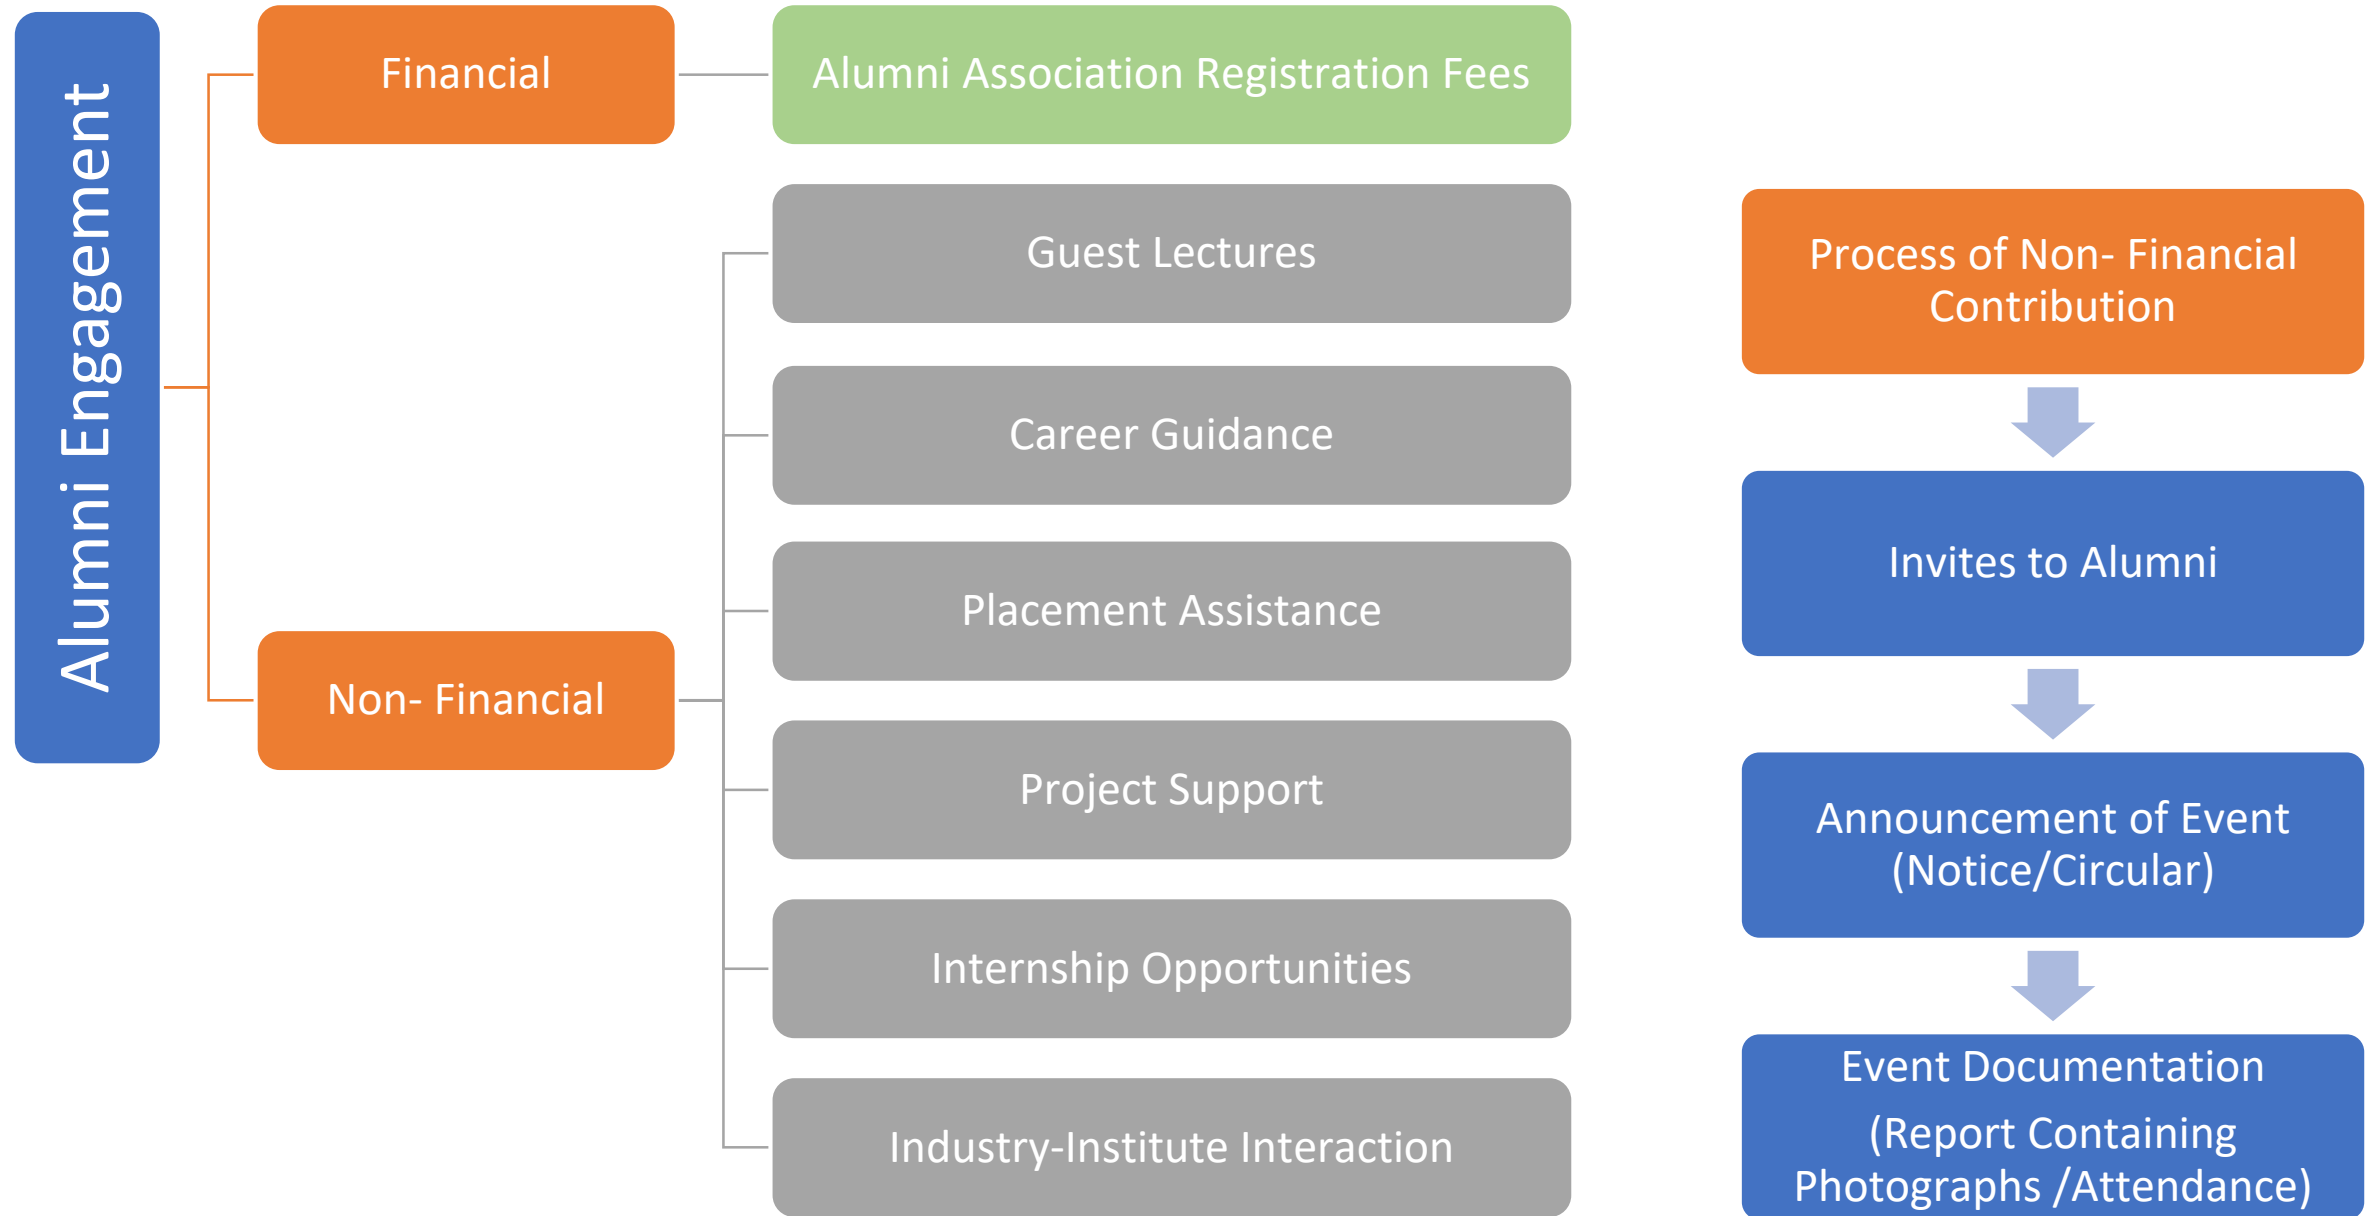 Alumni Engagement
Financial
Alumni Association Registration Fees
Non- Financial
Guest Lectures
Career Guidance
Placement Assistance
Project Support
Internship Opportunities
Industry-Institute Interaction
Process of Non- Financial
Contribution
Invites to Alumni
Announcement of Event
(Notice/Circular)
Event Documentation
(Report Containing
Photographs /Attendance)